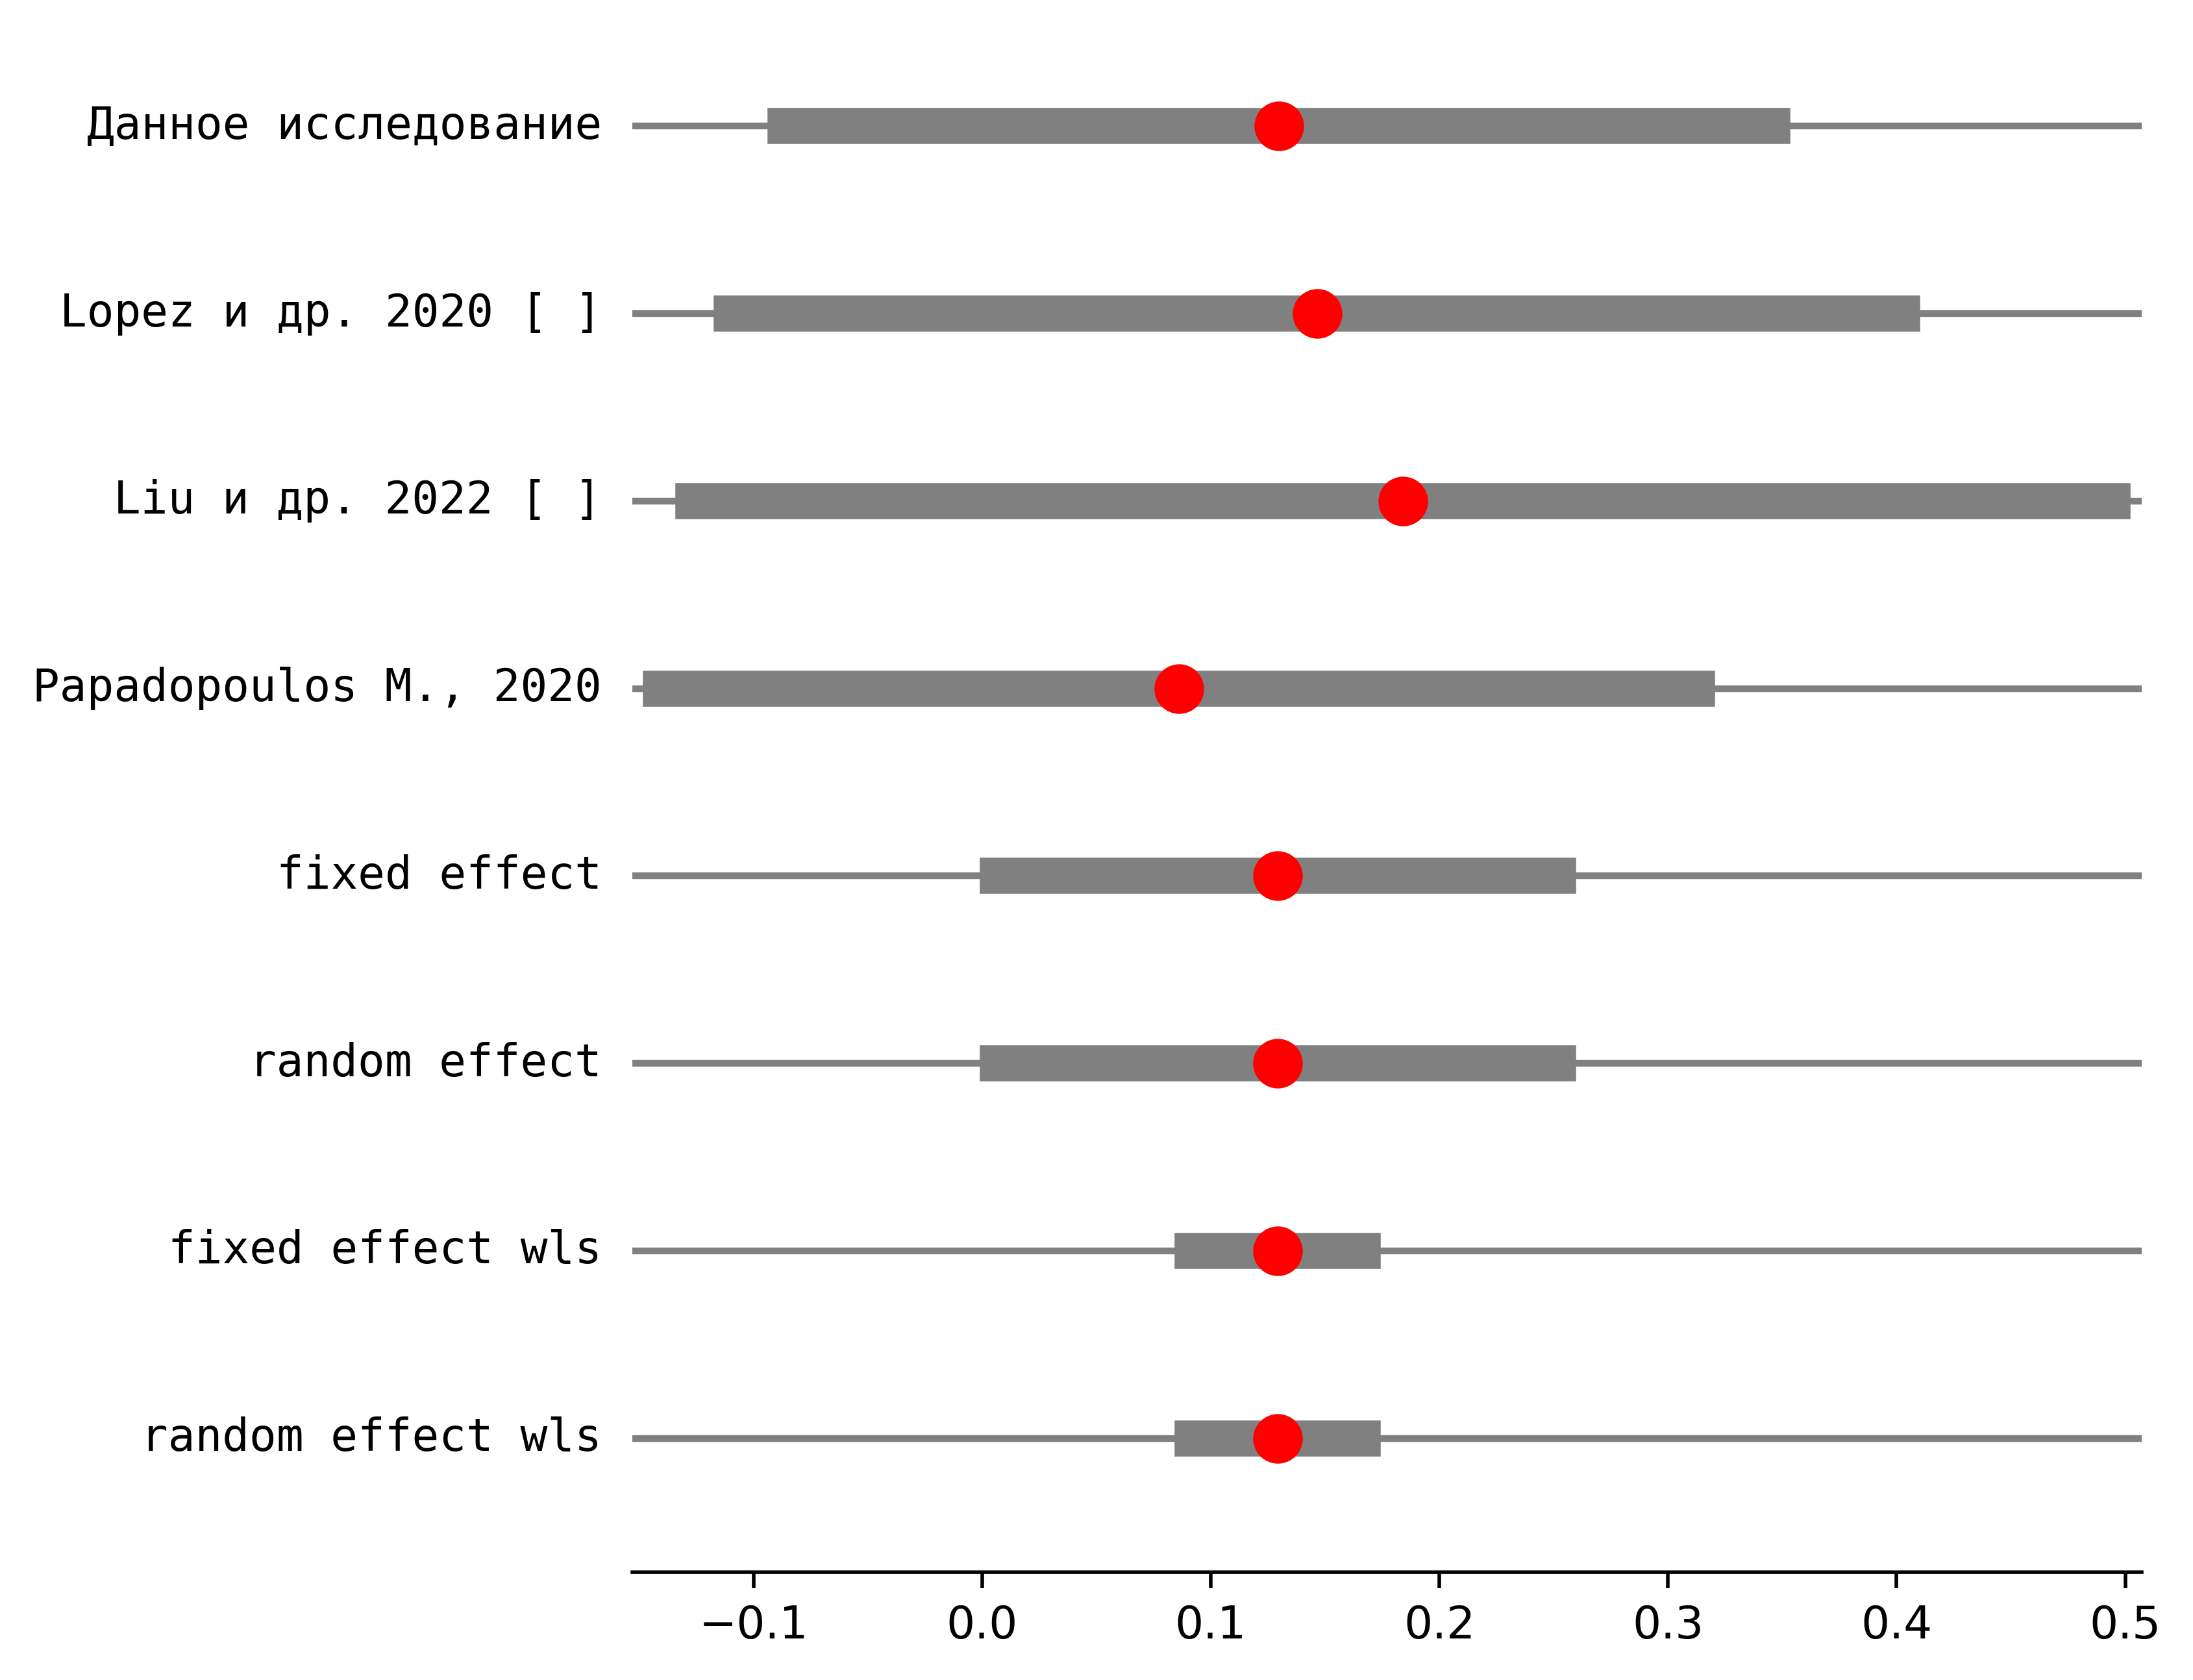 Данное исследование
Lopez и др. 2020 [ ]
Liu и др. 2022 [ ]
Papadopoulos M., 2020
fixed effect
random effect
fixed effect wls
random effect wls
−0.1 0.0 0.1 0.2 0.3 0.4 0.5